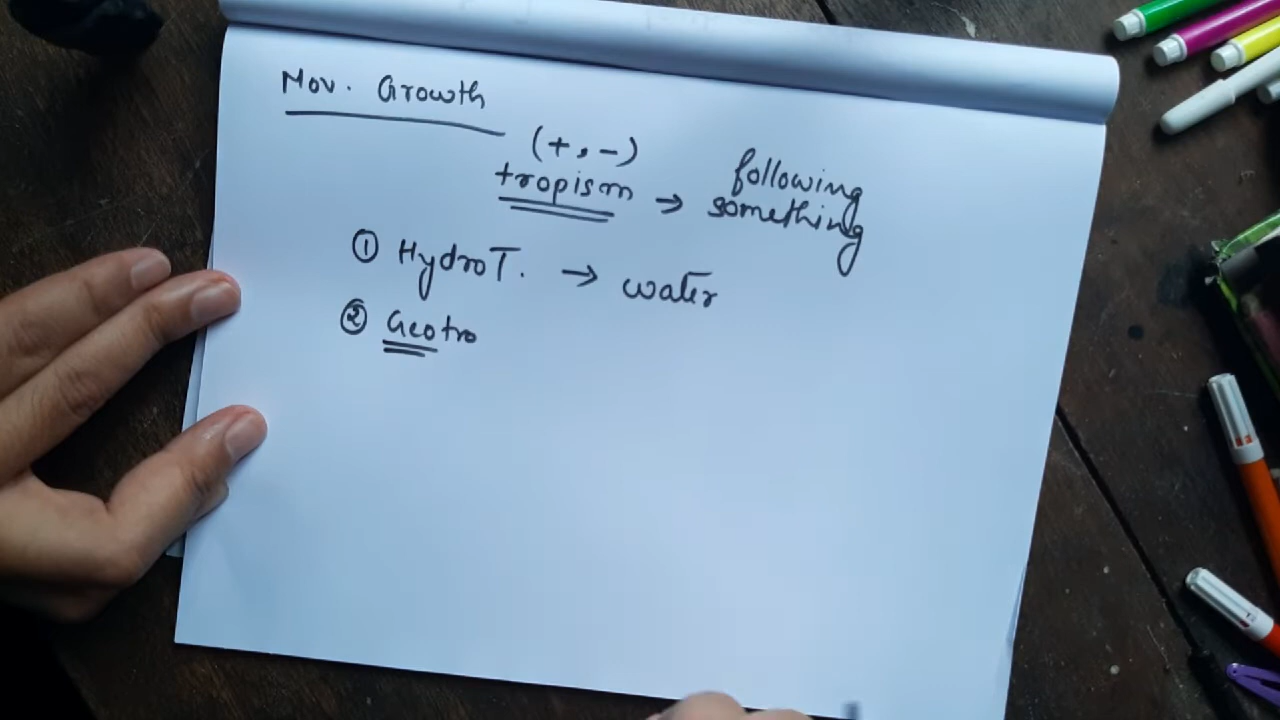 Mov. Growth
(+, -)
tropism → following something
① HydroT. → water
② Geotro